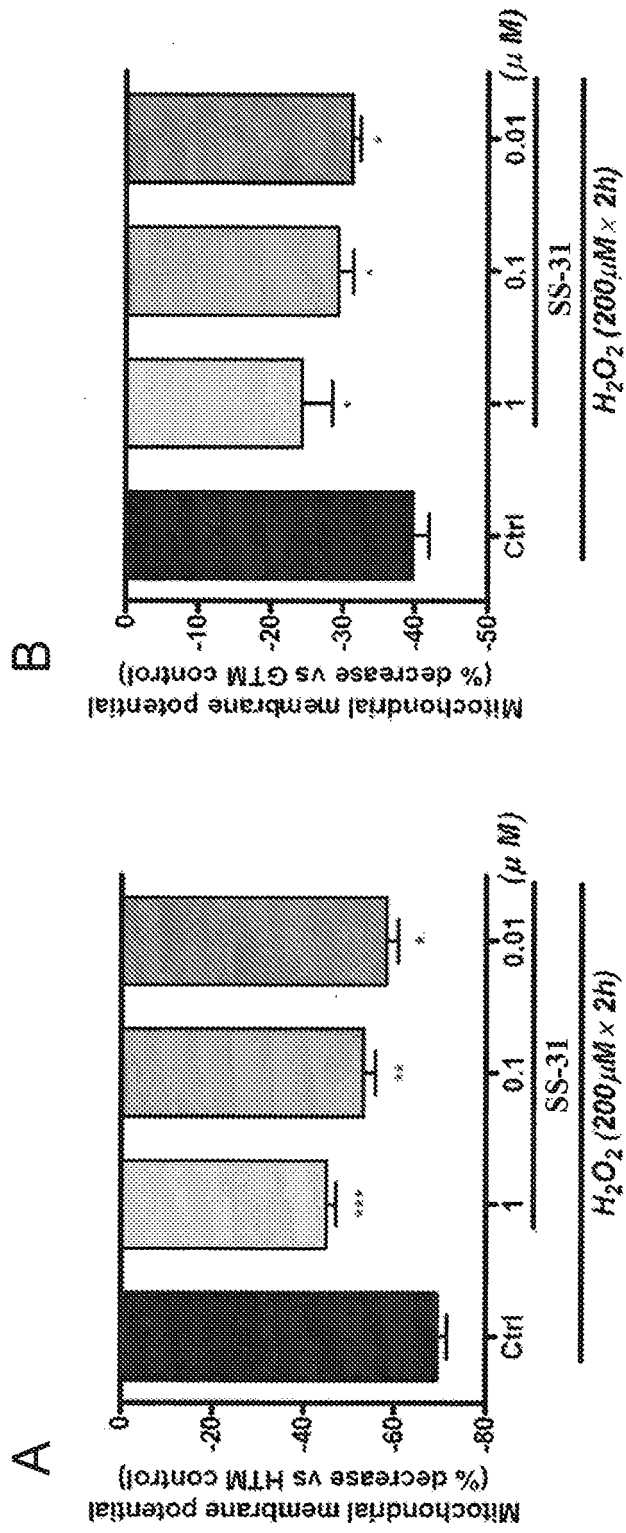 A
Mitochondrial membrane potential
(% decrease vs HTM control)
0
-20
-40
-60
-80
***
**
*
Ctrl 1 0.1 0.01 (μ M)
SS-31
H₂O₂ (200μM × 2h)
B
Mitochondrial membrane potential
(% decrease vs GTM control)
0
-10
-20
-30
-40
-50
*
*
*
Ctrl 1 0.1 0.01 (μ M)
SS-31
H₂O₂ (200μM × 2h)